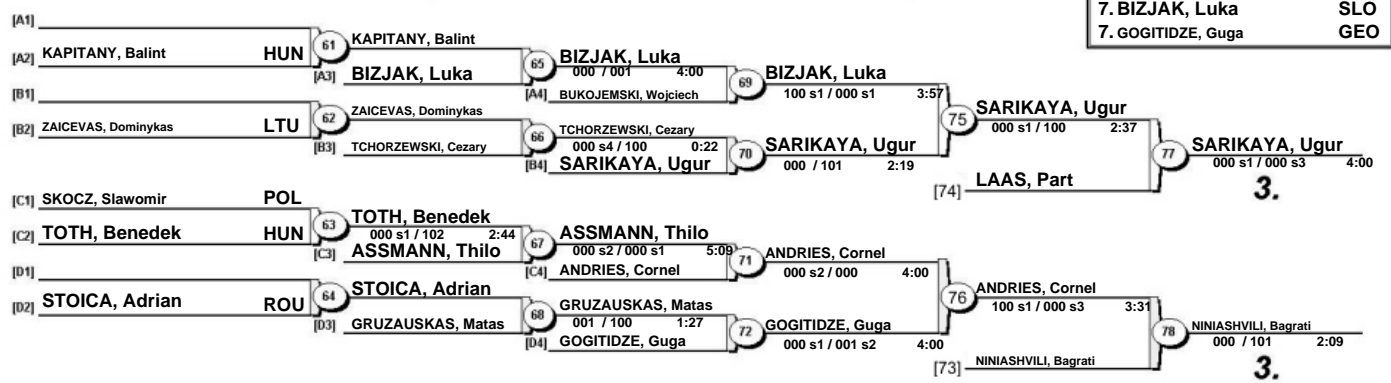 7. BIZJAK, Luka SLO
7. GOGITIDZE, Guga GEO
[A1]
[A2] KAPITANY, Balint HUN
61
KAPITANY, Balint
[A3] BIZJAK, Luka
65
BIZJAK, Luka
000 / 001 4:00
[A4] BUKOJEMSKI, Wojciech
69
BIZJAK, Luka
100 s1 / 000 s1 3:57
[B1]
[B2] ZAICEVAS, Dominykas LTU
62
ZAICEVAS, Dominykas
[B3] TCHORZEWSKI, Cezary
66
TCHORZEWSKI, Cezary
000 s4 / 100 0:22
[B4] SARIKAYA, Ugur
70
SARIKAYA, Ugur
000 / 101 2:19
75
SARIKAYA, Ugur
000 s1 / 100 2:37
[74] LAAS, Part
77
SARIKAYA, Ugur
000 s1 / 000 s3 4:00
3.
[C1] SKOCZ, Slawomir POL
[C2] TOTH, Benedek HUN
63
TOTH, Benedek
000 s1 / 102 2:44
[C3] ASSMANN, Thilo
67
ASSMANN, Thilo
000 s2 / 000 s1 5:09
[C4] ANDRIES, Cornel
71
ANDRIES, Cornel
000 s2 / 000 4:00
[D1]
[D2] STOICA, Adrian ROU
64
STOICA, Adrian
[D3] GRUZAUSKAS, Matas
68
GRUZAUSKAS, Matas
001 / 100 1:27
[D4] GOGITIDZE, Guga
72
GOGITIDZE, Guga
000 s1 / 001 s2 4:00
76
ANDRIES, Cornel
100 s1 / 000 s3 3:31
[73] NINIASHVILI, Bagrati
78
NINIASHVILI, Bagrati
000 / 101 2:09
3.